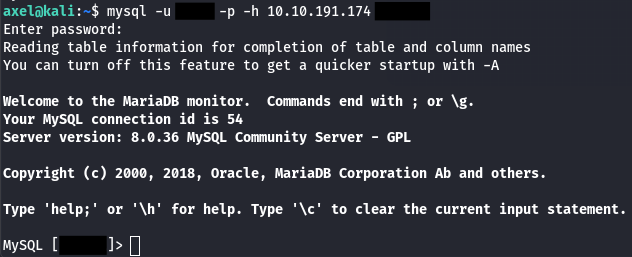 axel@kali:~$ mysql -u -p -h 10.10.191.174
Enter password:
Reading table information for completion of table and column names
You can turn off this feature to get a quicker startup with -A
Welcome to the MariaDB monitor.  Commands end with ; or \g.
Your MySQL connection id is 54
Server version: 8.0.36 MySQL Community Server - GPL
Copyright (c) 2000, 2018, Oracle, MariaDB Corporation Ab and others.
Type 'help;' or '\h' for help. Type '\c' to clear the current input statement.
MySQL [ ]>